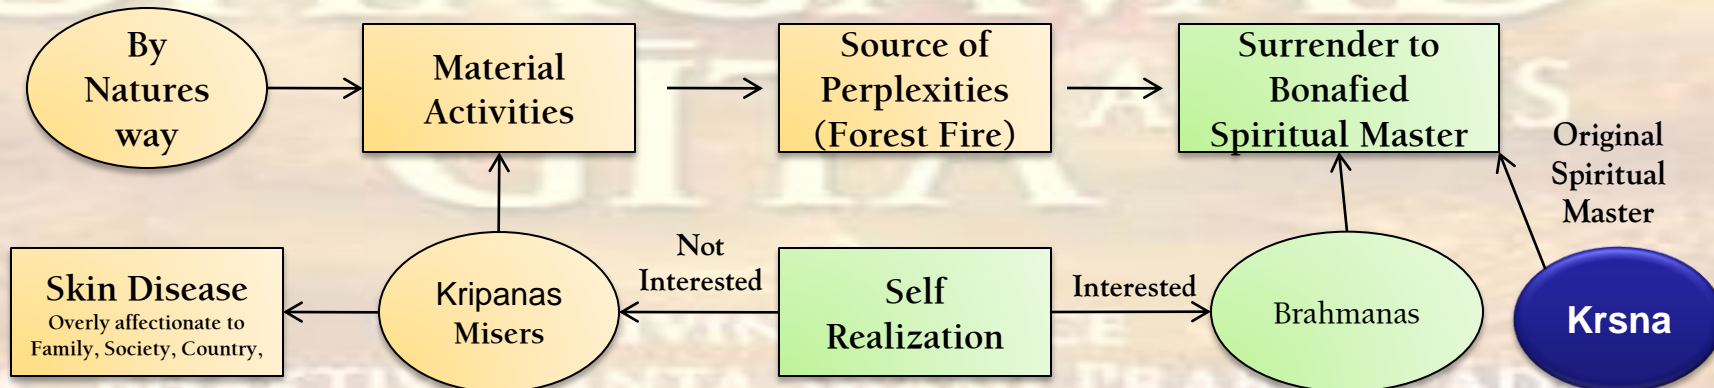 By
Natures
way
Material
Activities
Source of
Perplexities
(Forest Fire)
Surrender to
Bonafied
Spiritual Master
Original
Spiritual
Master
Skin Disease
Overly affectionate to
Family, Society, Country,
Kripanas
Misers
Not
Interested
Self
Realization
Interested
Brahmanas
Krsna
GITA